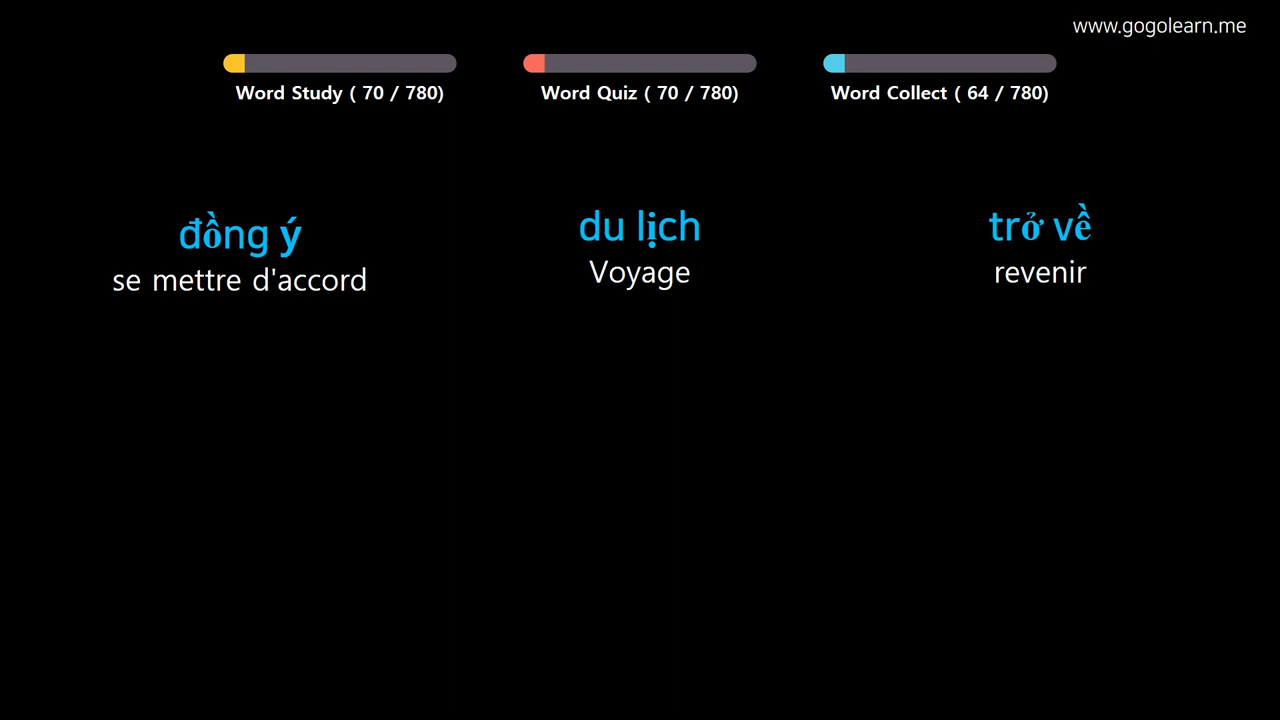 www.gogolearn.me
Word Study ( 70 / 780)
Word Quiz ( 70 / 780)
Word Collect ( 64 / 780)
đồng ý
se mettre d'accord
du lịch
Voyage
trở về
revenir